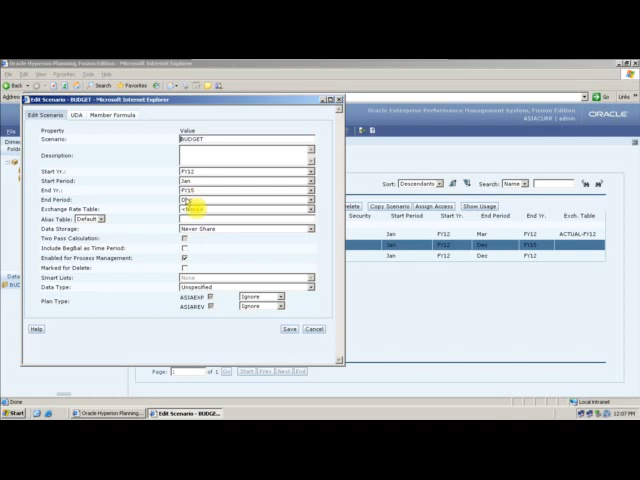 Oracle Hyperion Planning, Fusion Edition - Microsoft Internet Explorer
File Edit View Favorites Tools Help
Back Search Favorites
Address Go Links
Edit Scenario - BUDGET - Microsoft Internet Explorer
Oracle Enterprise Performance Management System, Fusion Edition
ASIACURR | admin
ORACLE
File
Edit Scenario UDA Member Formula
Property Value
Scenario: BUDGET
Description:
Start Yr.: FY12
Start Period: Jan
End Yr.: FY15
End Period: Dec
Exchange Rate Table: <None>
Alias Table: Default
Data Storage: Never Share
Two Pass Calculation:
Include BegBal as Time Period:
Enabled for Process Management:
Marked for Delete:
Smart Lists: None
Data Type: Unspecified
Plan Type:
ASIAEXP Ignore
ASIAREV Ignore
Help Save Cancel
Sort: Descendants Search: Name
Copy Scenario Assign Access Show Usage
Security Start Period Start Yr. End Period End Yr. Exch. Table
Jan FY12 Mar FY12 ACTUAL-FY12
Jan FY12 Dec FY15
Jan FY12 Dec FY12
Page: 1 of 1 Go Start Prev Next End
Done Local intranet
Start Oracle Hyperion Planning... Edit Scenario - BUDGE... 12:07 PM